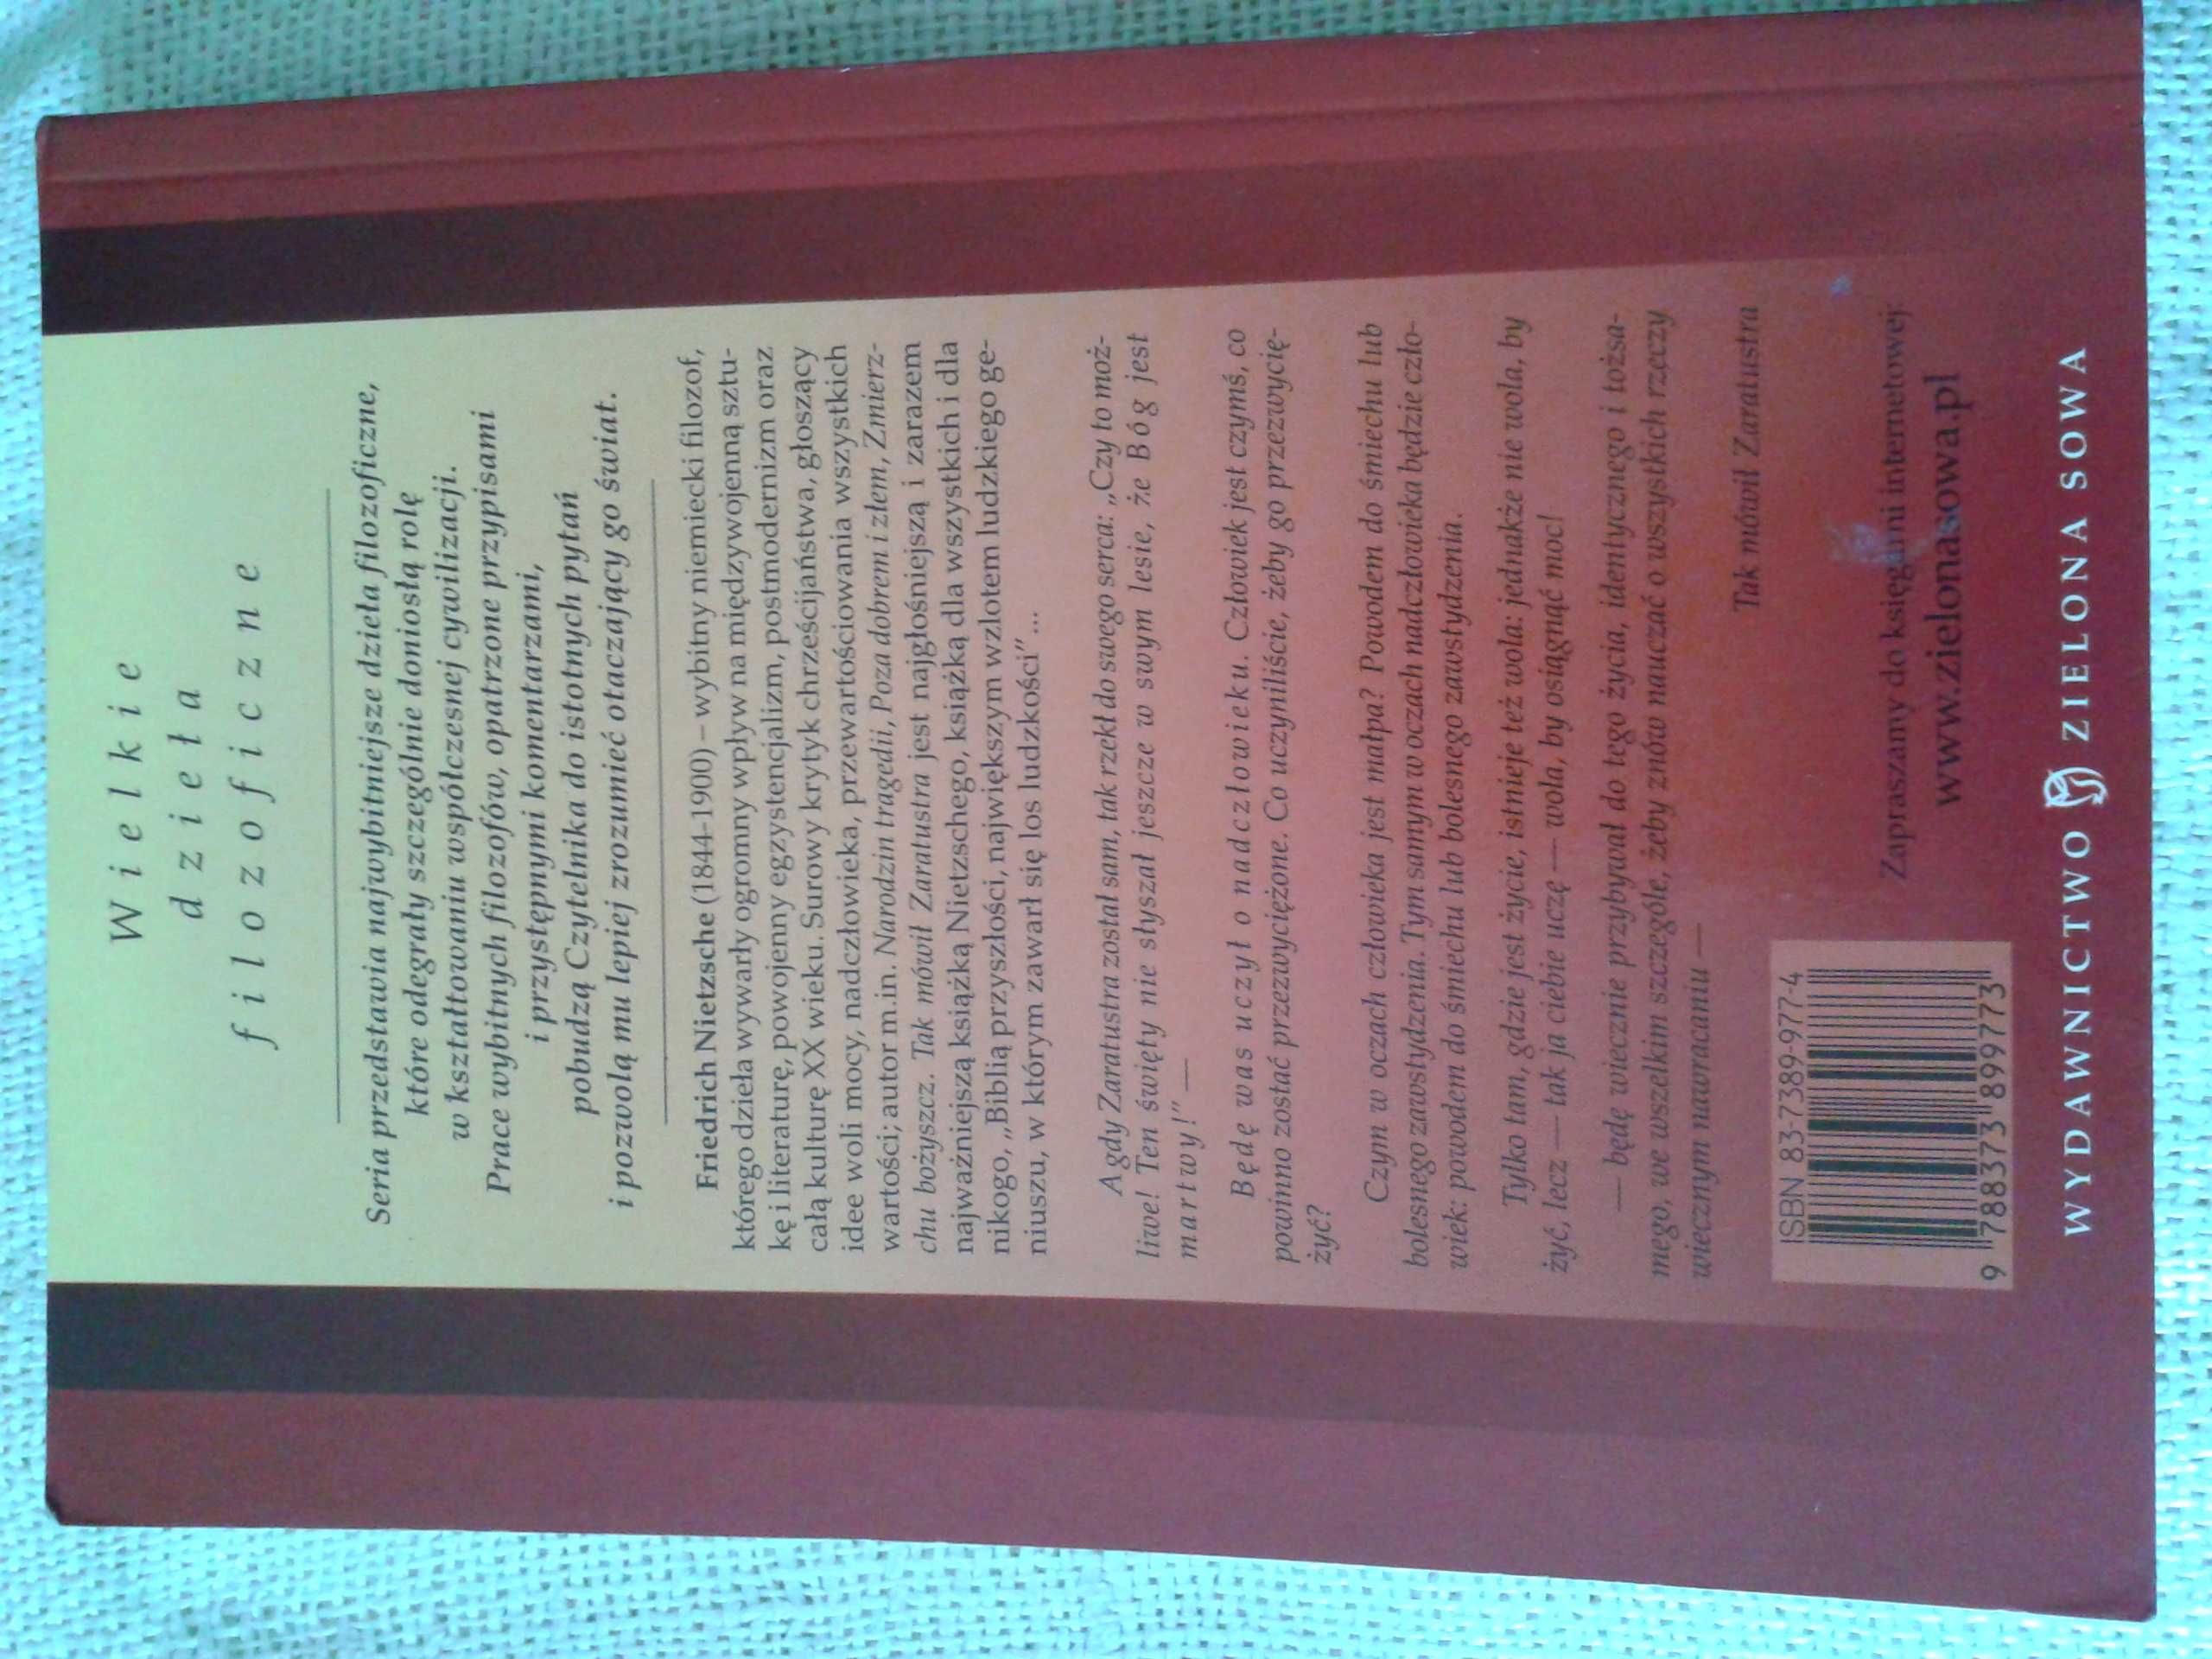 Wielkie
dzieła
filozoficzne
Seria przedstawia najwybitniejsze dzieła filozoficzne,
które odegrały szczególnie doniosłą rolę
w kształtowaniu współczesnej cywilizacji.
Prace wybitnych filozofów, opatrzone przypisami
i przystępnymi komentarzami,
pobudzą Czytelnika do istotnych pytań
i pozwolą mu lepiej zrozumieć otaczający go świat.
Friedrich Nietzsche (1844-1900) – wybitny niemiecki filozof,
którego dzieła wywarły ogromny wpływ na międzywojenną sztu-
kę i literaturę, powojenny egzystencjalizm, postmodernizm oraz
całą kulturę XX wieku. Surowy krytyk chrześcijaństwa, głoszący
idee woli mocy, nadczłowieka, przewartościowania wszystkich
wartości; autor m.in. Narodzin tragedii, Poza dobrem i złem, Zmierz-
chu bożyszcz. Tak mówił Zaratustra jest najgłośniejszą i zarazem
najważniejszą książką Nietzschego, książką dla wszystkich i dla
nikogo, „Biblią przyszłości, największym wzlotem ludzkiego ge-
niuszu, w którym zawarł się los ludzkości”...
A gdy Zaratustra został sam, tak rzekł do swego serca: „Czy to moż-
liwe! Ten święty nie słyszał jeszcze w swym lesie, że Bóg jest
martwy!” —
Będę was uczył o nadczłowieku. Człowiek jest czymś, co
powinno zostać przezwyciężone. Co uczyniliście, żeby go przezwycię-
żyć?
Czym w oczach człowieka jest małpa? Powodem do śmiechu lub
bolesnego zawstydzenia. Tym samym w oczach nadczłowieka będzie czło-
wiek: powodem do śmiechu lub bolesnego zawstydzenia.
Tylko tam, gdzie jest życie, istnieje też wola: jednakże nie wola, by
żyć, lecz — tak ja ciebie uczę — wola, by osiągnąć moc!
— będę wiecznie przybywał do tego życia, identycznego i tożsa-
mego, we wszelkim szczególe, żeby znów nauczać o wszystkich rzeczy
wiecznym nawracaniu —
Tak mówił Zaratustra
ISBN 83-7389-977-4
9 788373 899773
Zapraszamy do księgarni internetowej:
www.zielonasowa.pl
WYDAWNICTWO ZIELONA SOWA